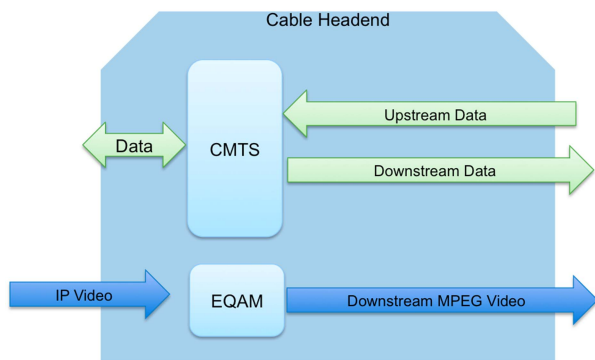 Cable Headend
Upstream Data
Data
CMTS
Downstream Data
IP Video
EQAM
Downstream MPEG Video